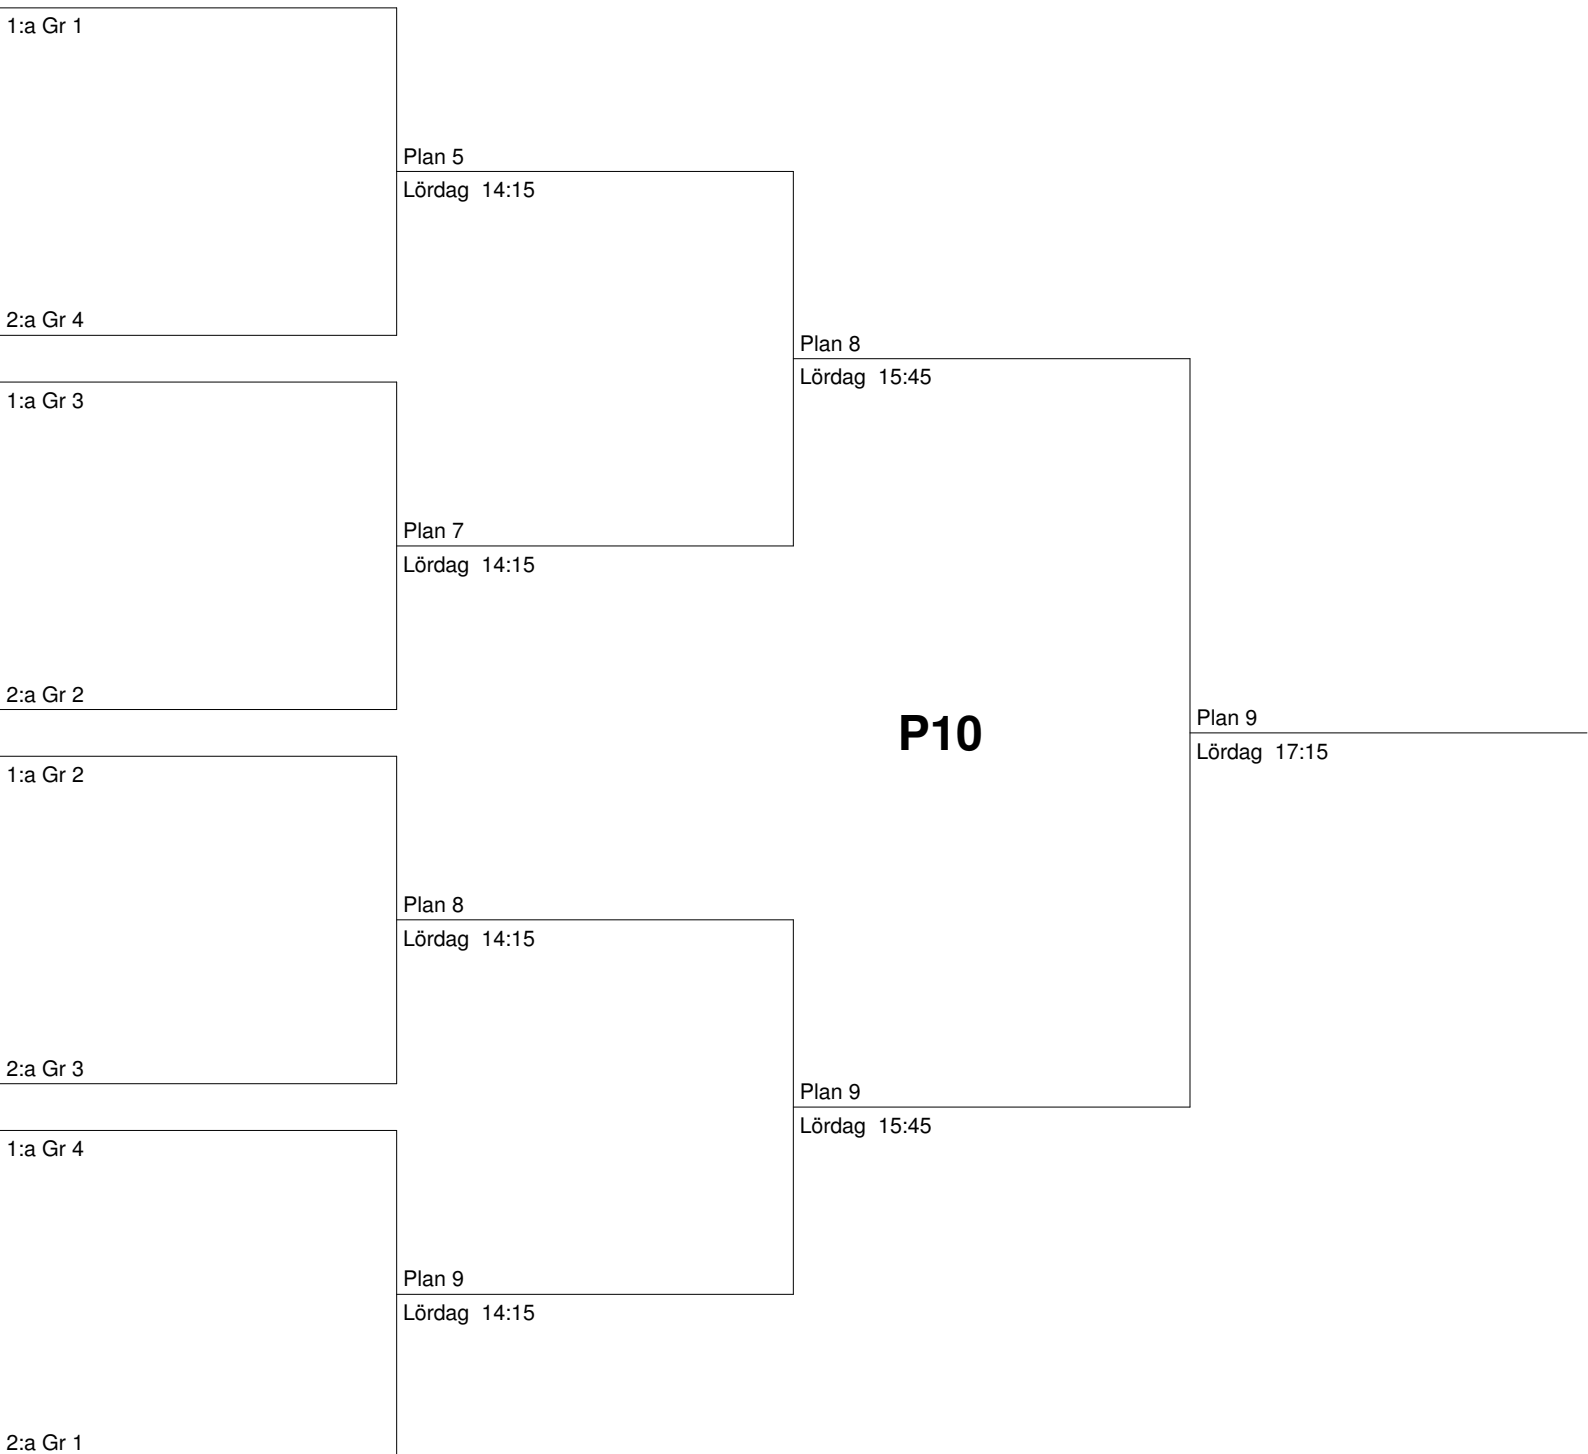 1:a Gr 1
Plan 5
Lördag 14:15
2:a Gr 4
Plan 8
Lördag 15:45
1:a Gr 3
Plan 7
Lördag 14:15
2:a Gr 2
P10
Plan 9
Lördag 17:15
1:a Gr 2
Plan 8
Lördag 14:15
2:a Gr 3
Plan 9
Lördag 15:45
1:a Gr 4
Plan 9
Lördag 14:15
2:a Gr 1